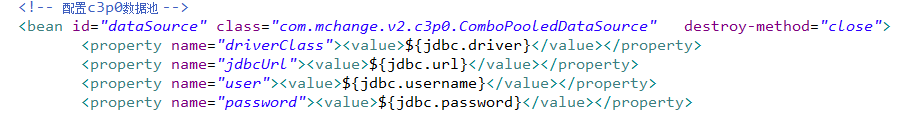 <!-- 配置c3p0数据池 -->
<bean id="dataSource" class="com.mchange.v2.c3p0.ComboPooledDataSource"   destroy-method="close">
<property name="driverClass"><value>${jdbc.driver}</value></property>
<property name="jdbcUrl"><value>${jdbc.url}</value></property>
<property name="user"><value>${jdbc.username}</value></property>
<property name="password"><value>${jdbc.password}</value></property>